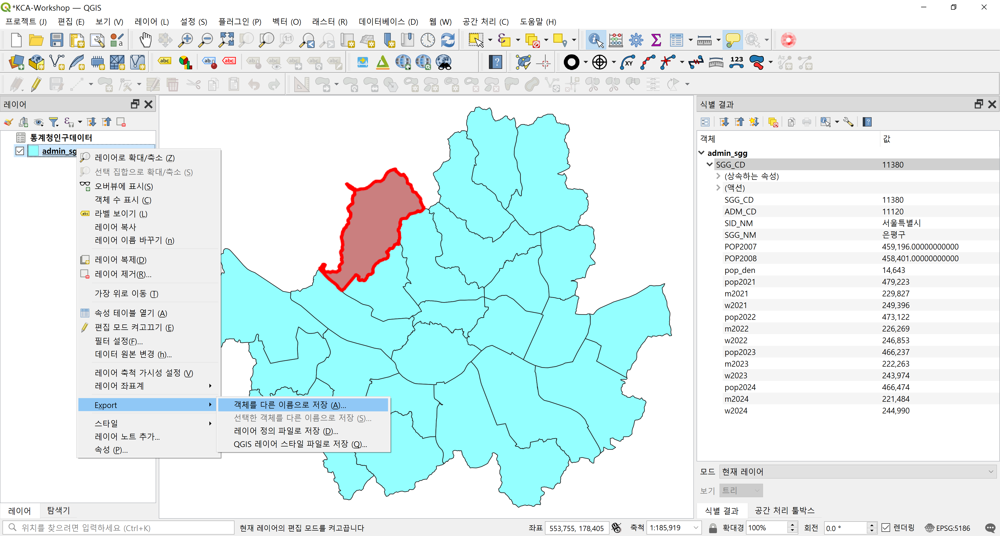 *KCA-Workshop — QGIS
프로젝트 (J) 편집 (E) 보기 (V) 레이어 (L) 설정 (S) 플러그인 (P) 벡터 (O) 래스터 (R) 데이터베이스 (D) 웹 (W) 공간 처리 (C) 도움말 (H)
레이어
통계청인구데이터
admin_sg
레이어로 확대/축소 (Z)
선택 집합으로 확대/축소 (S)
오버뷰에 표시(S)
객체 수 표시 (C)
라벨 보이기 (L)
레이어 복사
레이어 이름 바꾸기 (n)
레이어 복제(D)
레이어 제거(R)...
가장 위로 이동 (T)
속성 테이블 열기 (A)
편집 모드 켜고끄기 (E)
필터 설정(F)...
데이터 원본 변경 (h)...
레이어 축척 가시성 설정 (V)
레이어 좌표계
Export
스타일
레이어 노트 추가...
속성 (P)...
객체를 다른 이름으로 저장 (A)...
선택한 객체를 다른 이름으로 저장 (S)...
레이어 정의 파일로 저장 (D)...
QGIS 레이어 스타일 파일로 저장 (Q)...
식별 결과
객체 값
admin_sgg
SGG_CD 11380
(상속하는 속성)
(액션)
SGG_CD 11380
ADM_CD 11120
SID_NM 서울특별시
SGG_NM 은평구
POP2007 459,196.00000000000
POP2008 458,401.00000000000
pop_den 14,643
pop2021 479,223
m2021 229,827
w2021 249,396
pop2022 473,122
m2022 226,269
w2022 246,853
pop2023 466,237
m2023 222,263
w2023 243,974
pop2024 466,474
m2024 221,484
w2024 244,990
모드 현재 레이어
보기 트리
레이어 탐색기
식별 결과 공간 처리 툴박스
위치를 찾으려면 입력하세요 (Ctrl+K) 현재 레이어의 편집 모드를 켜고끕니다 좌표 553,755, 178,405 축척 1:185,919 확대경 100% 회전 0.0 ° 렌더링 EPSG:5186